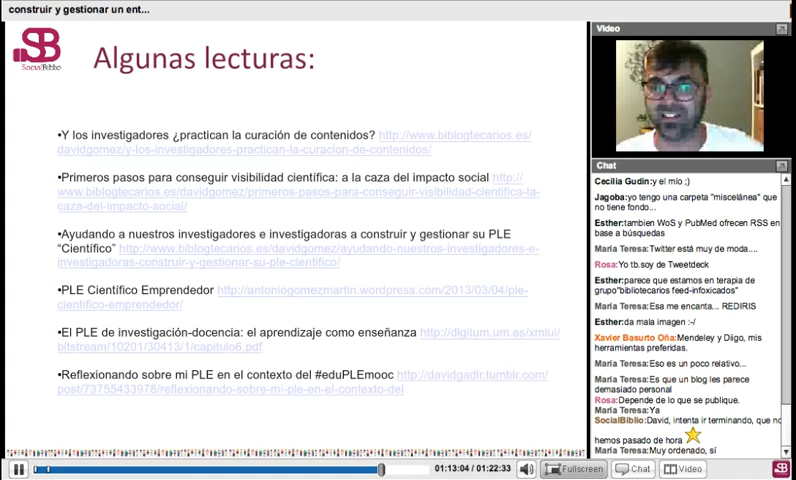 construir y gestionar un ent...
SB
SocialBiblio
Algunas lecturas:
•Y los investigadores ¿practican la curación de contenidos? http://www.biblogtecarios.es/
davidgomez/y-los-investigadores-practican-la-curacion-de-contenidos/
•Primeros pasos para conseguir visibilidad científica: a la caza del impacto social http://
www.biblogtecarios.es/davidgomez/primeros-pasos-para-conseguir-visibilidad-cientifica-la-
caza-del-impacto-social/
•Ayudando a nuestros investigadores e investigadoras a construir y gestionar su PLE
“Científico” http://www.biblogtecarios.es/davidgomez/ayudando-nuestros-investigadores-e-
investigadoras-construir-y-gestionar-su-ple-cientifico/
•PLE Científico Emprendedor http://antoniogomezmartin.wordpress.com/2013/03/04/ple-
cientifico-emprendedor/
•El PLE de investigación-docencia: el aprendizaje como enseñanza http://digitum.um.es/xmlui/
bitstream/10201/30413/1/capitulo6.pdf
•Reflexionando sobre mi PLE en el contexto del #eduPLEmooc http://davidgadir.tumblr.com/
post/73755433978/reflexionando-sobre-mi-ple-en-el-contexto-del
Video
Chat
Cecilia Gudin:y el mío ;)
Jagoba:yo tengo una carpeta "miscelánea" que
no tiene fondo...
Esther:tambien WoS y PubMed ofrecen RSS en
base a búsquedas
Maria Teresa:Twitter está muy de moda....
Rosa:Yo tb.soy de Tweetdeck
Esther:parece que estamos en terapia de
grupo"bibliotecarios feed-infoxicados"
Maria Teresa:Esa me encanta... REDIRIS
Esther:da mala imagen :-/
Xavier Basurto Oña:Mendeley y Diigo, mis
herramientas preferidas.
Maria Teresa:Eso es un poco relativo...
Maria Teresa:Es que un blog les parece
demasiado personal
Rosa:Depende de lo que se publique.
Maria Teresa:Ya
SocialBiblio:David, intenta ir terminando, que no
hemos pasado de hora
Maria Teresa:Muy ordenado, sí
01:13:04 / 01:22:33
Fullscreen
Chat
Video
SB